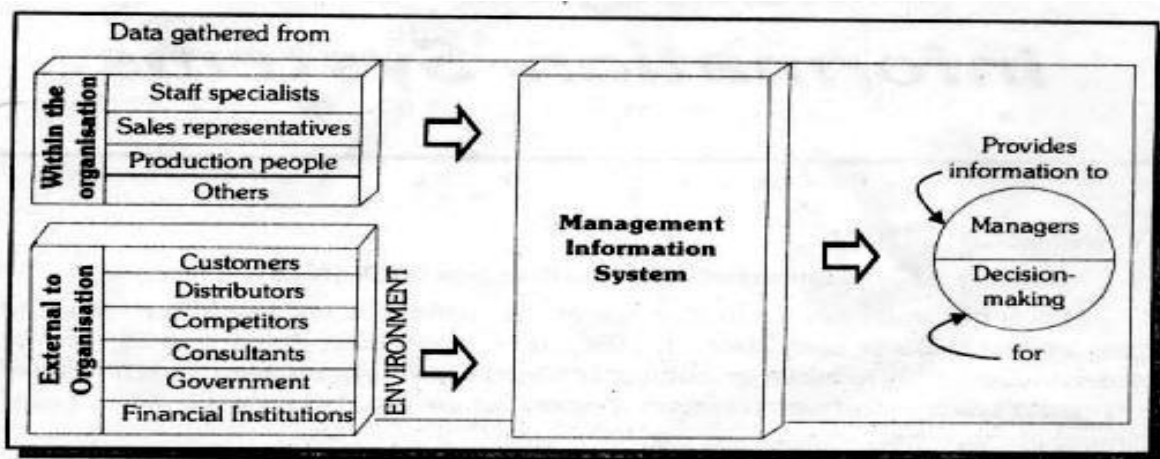 Data gathered from
Within the
organisation
Staff specialists
Sales representatives
Production people
Others
External to
Organisation
Customers
Distributors
Competitors
Consultants
Government
Financial Institutions
ENVIRONMENT
Management
Information
System
Provides
information to
Managers
Decision-
making
for